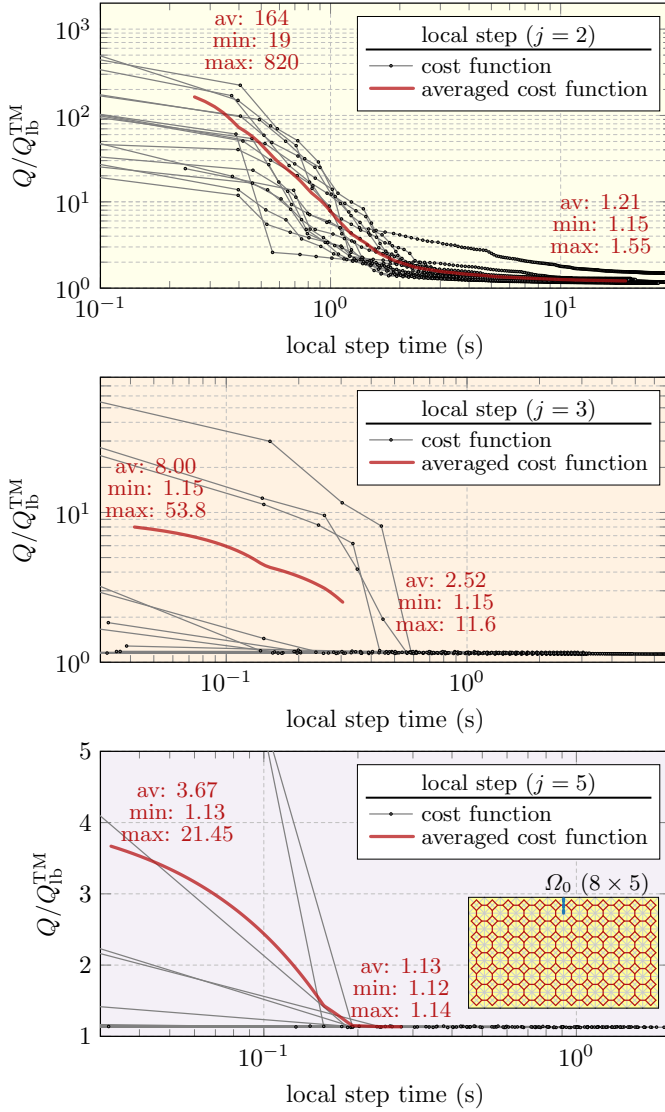 10³
10²
10¹
10⁰
Q/Q_lb^TM
av: 164
min: 19
max: 820
local step (j = 2)
cost function
averaged cost function
av: 1.21
min: 1.15
max: 1.55
10⁻¹ 10⁰ 10¹
local step time (s)
10¹
10⁰
Q/Q_lb^TM
local step (j = 3)
cost function
averaged cost function
av: 8.00
min: 1.15
max: 53.8
av: 2.52
min: 1.15
max: 11.6
10⁻¹ 10⁰
local step time (s)
5
4
3
2
1
Q/Q_lb^TM
av: 3.67
min: 1.13
max: 21.45
local step (j = 5)
cost function
averaged cost function
Ω₀ (8 × 5)
av: 1.13
min: 1.12
max: 1.14
10⁻¹ 10⁰
local step time (s)